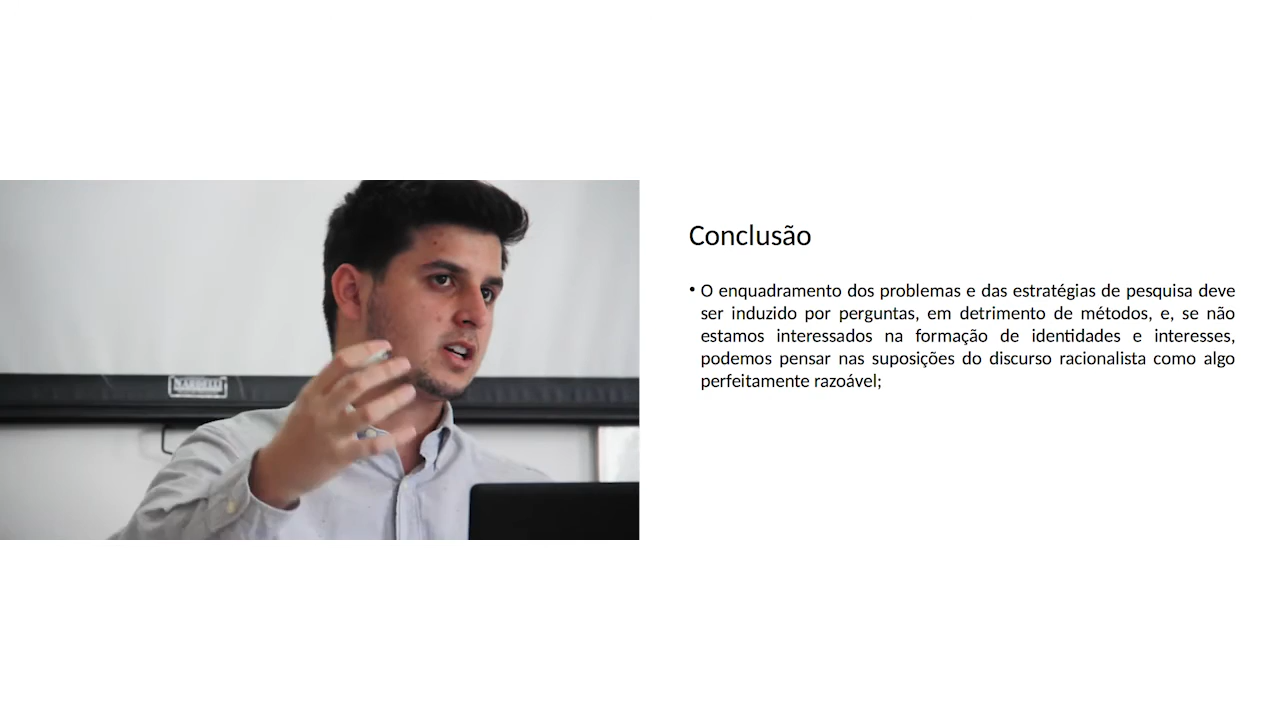 NARDELLI
Conclusão
• O enquadramento dos problemas e das estratégias de pesquisa deve
ser induzido por perguntas, em detrimento de métodos, e, se não
estamos interessados na formação de identidades e interesses,
podemos pensar nas suposições do discurso racionalista como algo
perfeitamente razoável;